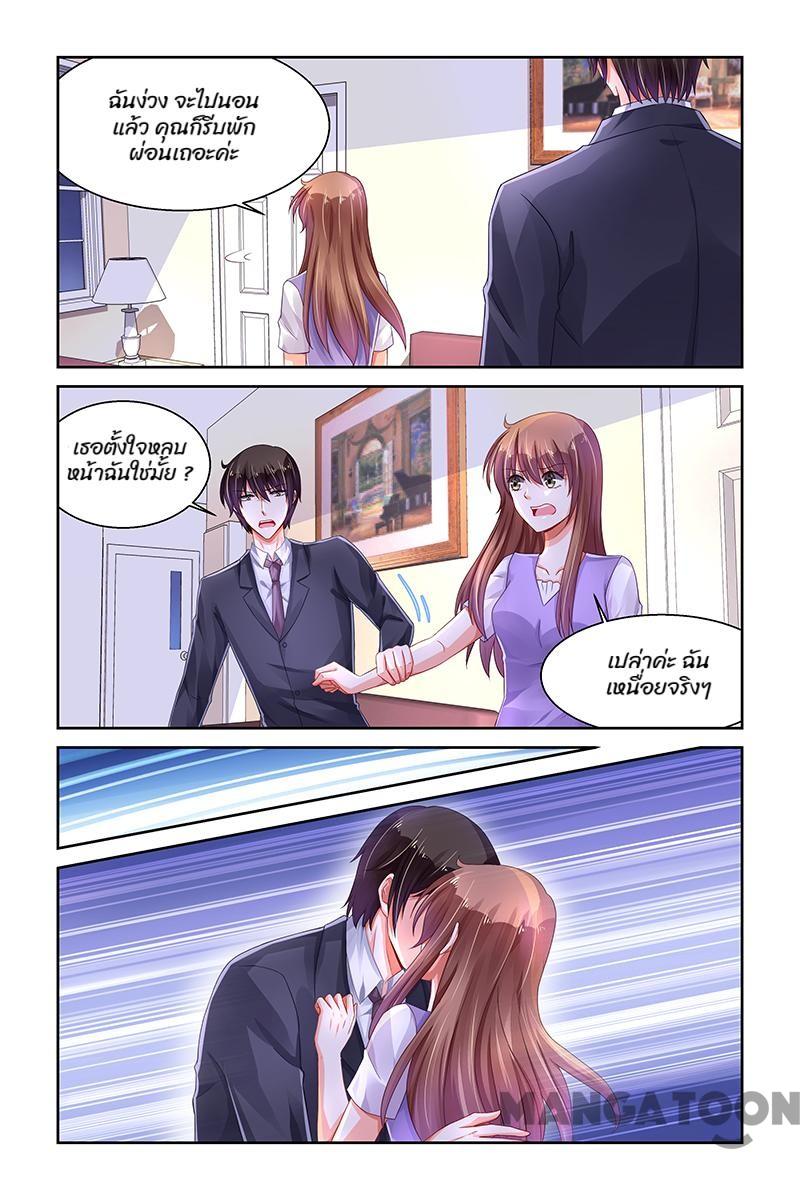 ฉันง่วง จะไปนอน
แล้ว คุณก็รีบพัก
ผ่อนเถอะค่ะ
เธอตั้งใจหลบ
หน้าฉันใช่มั้ย ?
เปล่าค่ะ ฉัน
เหนื่อยจริงๆ
MANGATOON